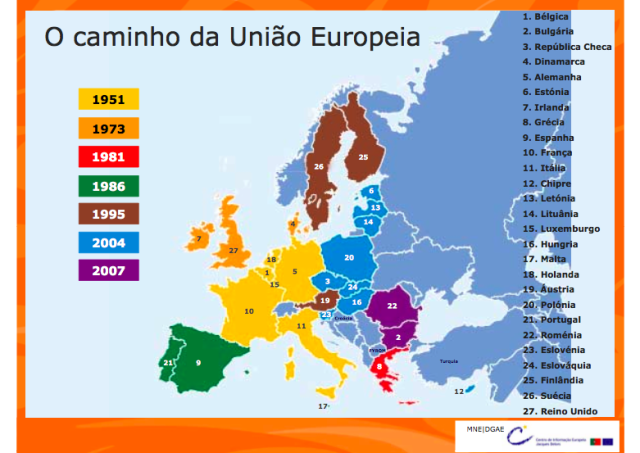 O caminho da União Europeia
1951
1973
1981
1986
1995
2004
2007
1. Bélgica
2. Bulgária
3. República Checa
4. Dinamarca
5. Alemanha
6. Estónia
7. Irlanda
8. Grécia
9. Espanha
10. França
11. Itália
12. Chipre
13. Letónia
14. Lituânia
15. Luxemburgo
16. Hungria
17. Malta
18. Holanda
19. Áustria
20. Polónia
21. Portugal
22. Roménia
23. Eslovénia
24. Eslováquia
25. Finlândia
26. Suécia
27. Reino Unido
26
25
6
13
14
4
7
27
18
1
5
15
20
3
24
19
16
23
Croácia
22
10
11
2
21
9
8
Turquia
12
17
MNE|DGAE
Centro de Informação Europeia
Jacques Delors